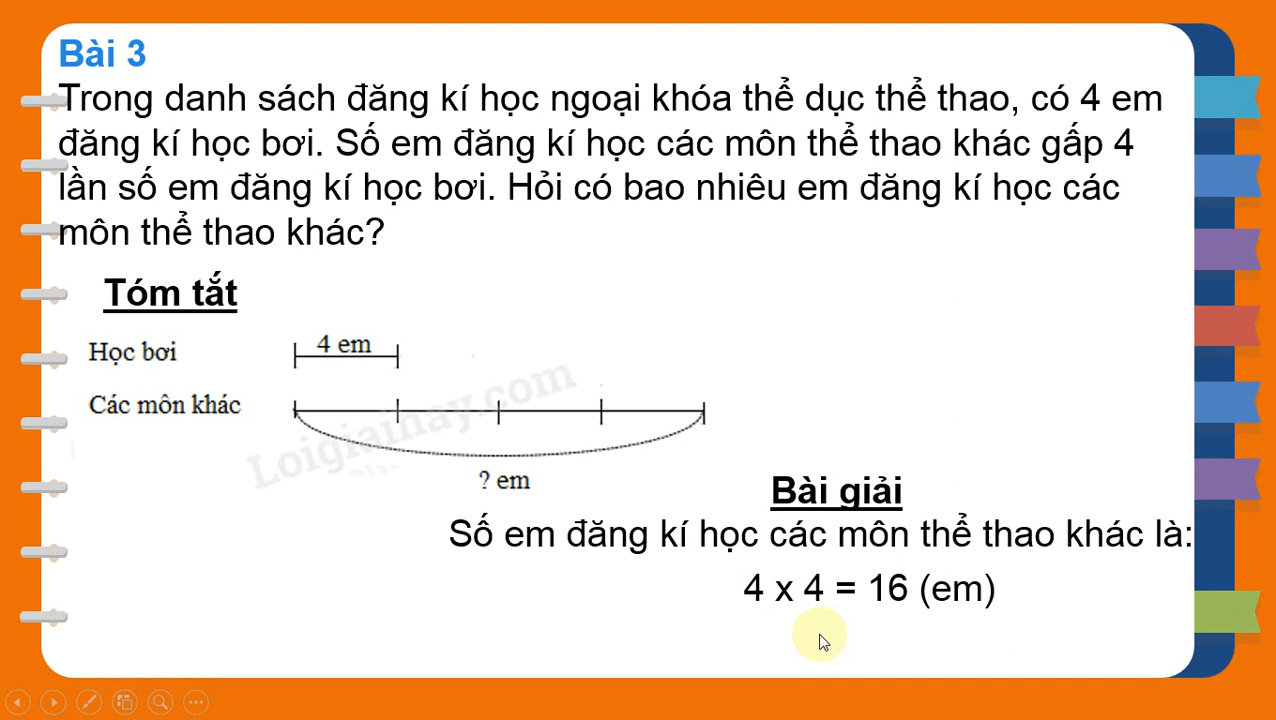 Bài 3
Trong danh sách đăng kí học ngoại khóa thể dục thể thao, có 4 em
đăng kí học bơi. Số em đăng kí học các môn thể thao khác gấp 4
lần số em đăng kí học bơi. Hỏi có bao nhiêu em đăng kí học các
môn thể thao khác?
Tóm tắt
Học bơi
4 em
Các môn khác
Loigiaihay.com
? em
Bài giải
Số em đăng kí học các môn thể thao khác là:
4 x 4 = 16 (em)